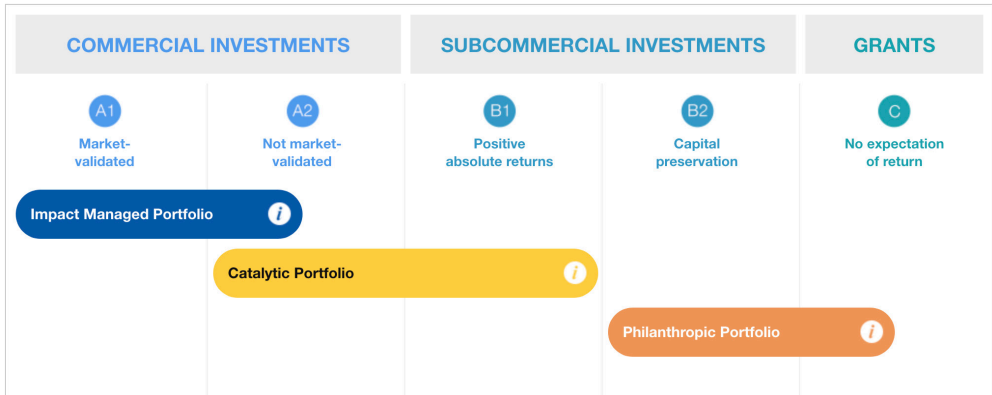 COMMERCIAL INVESTMENTS
SUBCOMMERCIAL INVESTMENTS
GRANTS
A1
Market-
validated
A2
Not market-
validated
B1
Positive
absolute returns
B2
Capital
preservation
C
No expectation
of return
Impact Managed Portfolio
i
Catalytic Portfolio
i
Philanthropic Portfolio
i